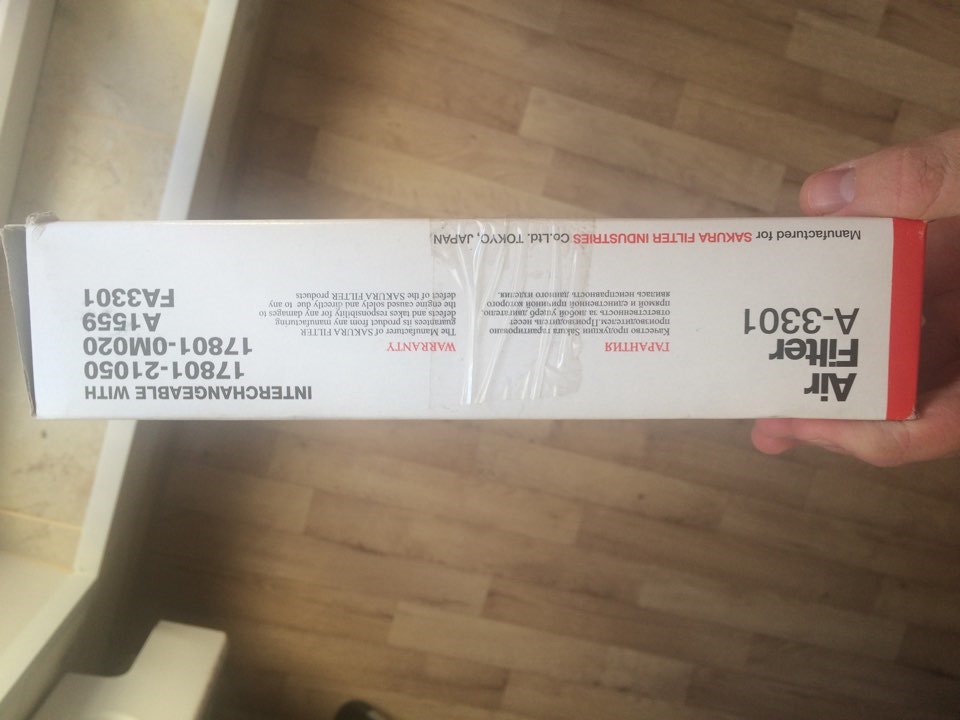 Air
Filter
A-3301
ГАРАНТИЯ
Качество продукции Sakura гарантировано
производителем.Производитель несет
ответственность за любой ущерб двигателю,
прямой и единственной причиной которого
явилась неисправность данного изделия.
WARRANTY
The Manufacture of SAKURA FILTER
guarantees its product from any manufacturing
defects and takes responsibility for any damages to
the engine caused solely and directly due to any
defect of the SAKURA FILTER products
INTERCHANGEABLE WITH
17801-21050
17801-0M020
A1559
FA3301
Manufactured for SAKURA FILTER INDUSTRIES Co.Ltd. TOKYO, JAPAN